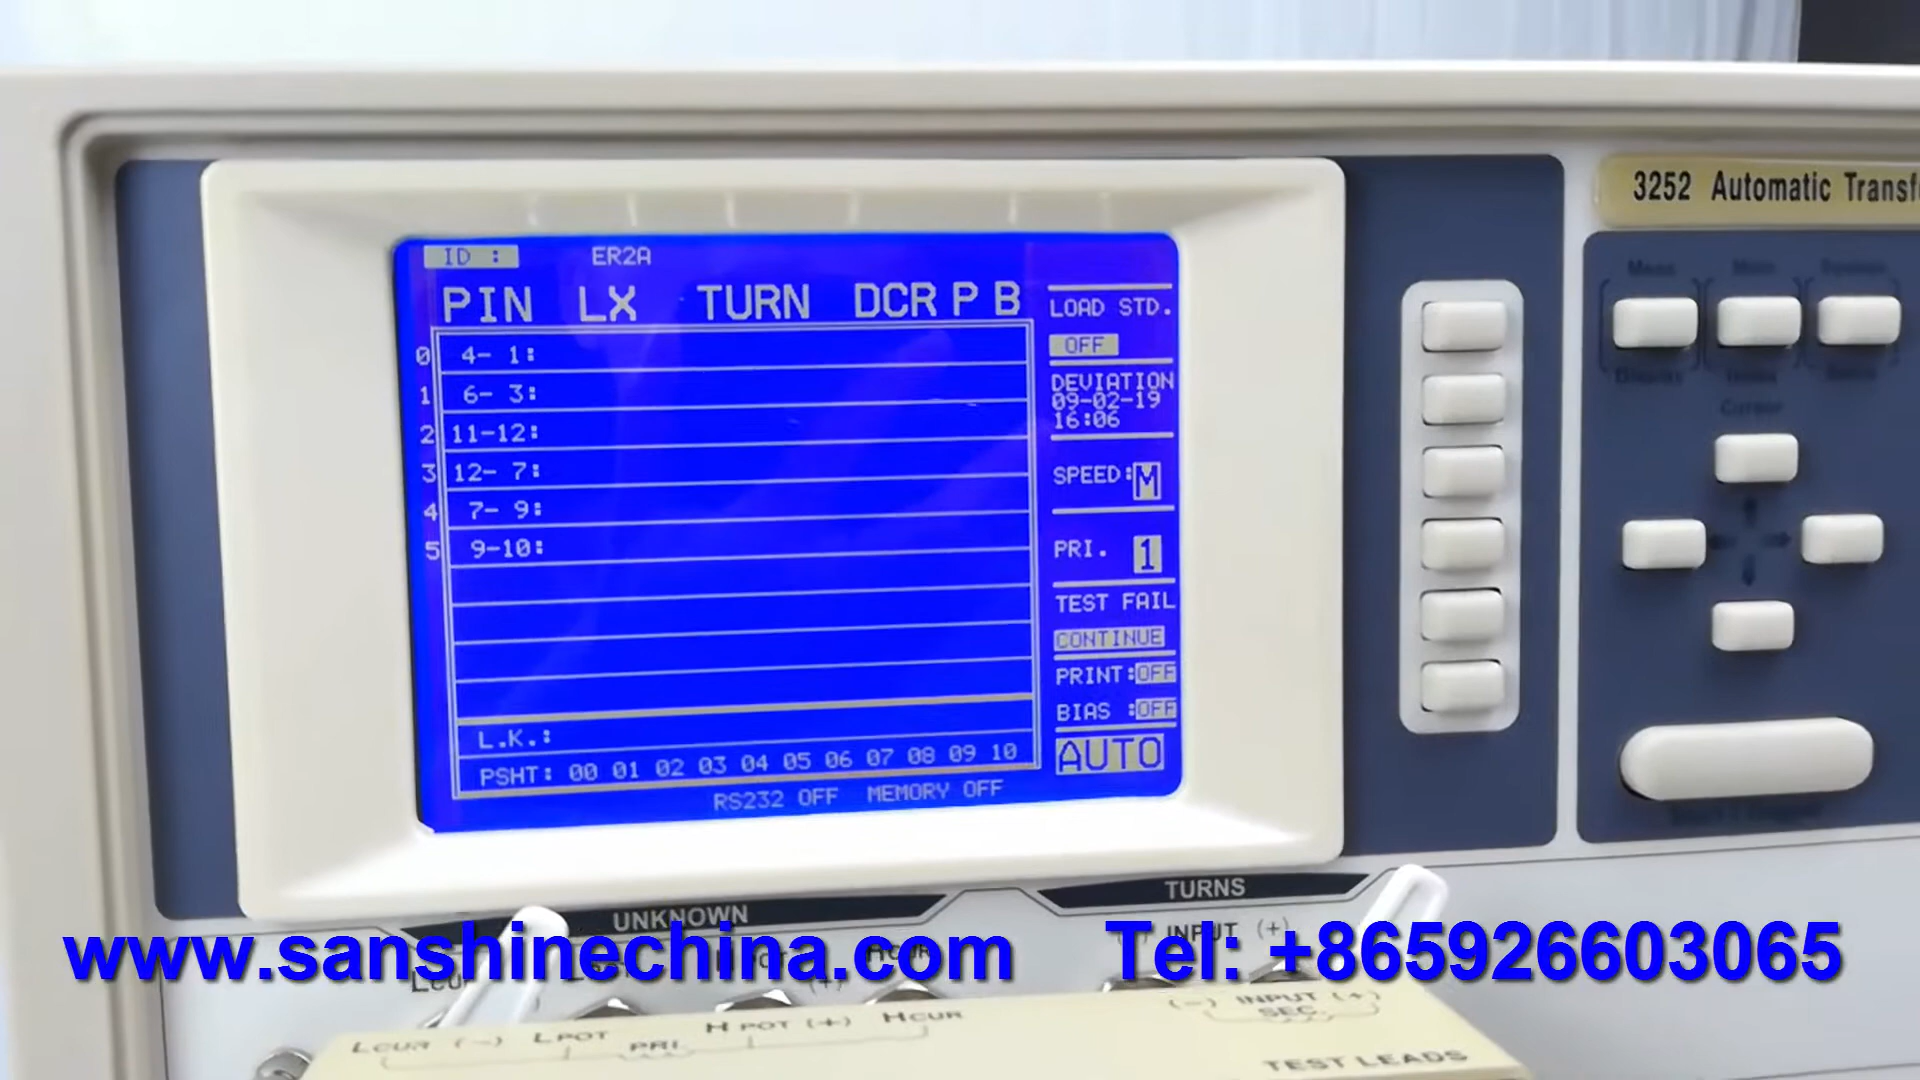 3252 Automatic Transf
ID : ER2A
PIN LX TURN DCR P B
0 4- 1:
1 6- 3:
2 11-12:
3 12- 7:
4 7- 9:
5 9-10:
L.K.:
PSHT: 00 01 02 03 04 05 06 07 08 09 10
RS232 OFF MEMORY OFF
LOAD STD.
OFF
DEVIATION
09-02-19
16:06
SPEED:M
PRI. 1
TEST FAIL
CONTINUE
PRINT:OFF
BIAS :OFF
AUTO
Cursor
UNKNOWN
TURNS
INPUT (+)
www.sanshinechina.com Tel: +865926603065
LCUR (-) LPOT H POT (+) HCUR
PRI.
(-) INPUT (+)
SEC.
TEST LEADS